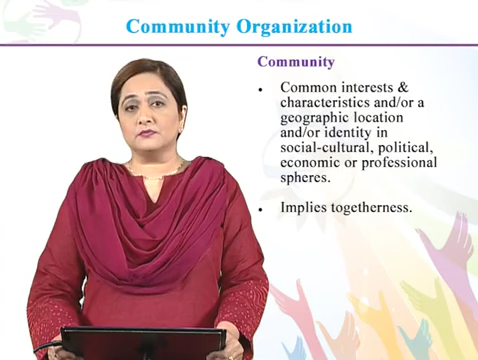 Community Organization
Community
• Common interests &
characteristics and/or a
geographic location
and/or identity in
social-cultural, political,
economic or professional
spheres.
• Implies togetherness.